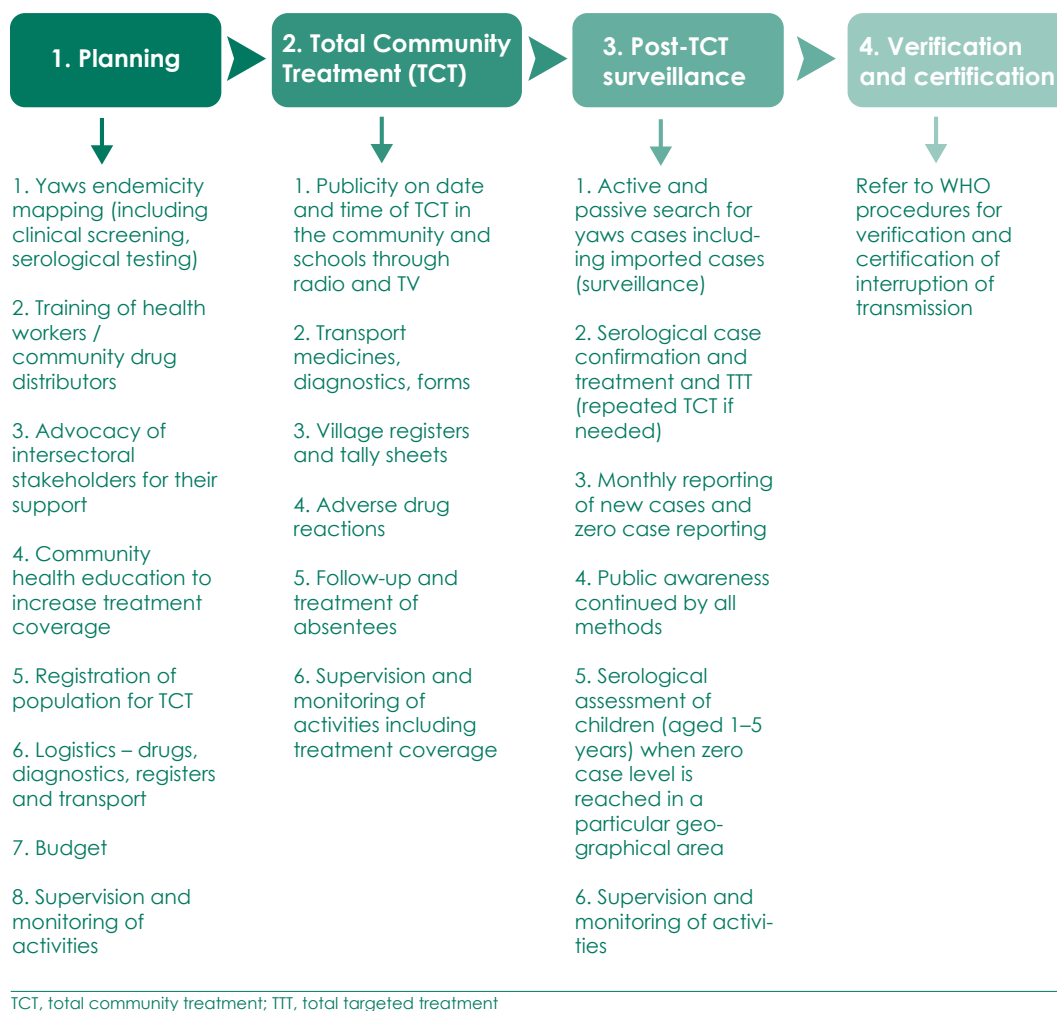 1. Planning
2. Total Community
Treatment (TCT)
3. Post-TCT
surveillance
4. Verification
and certification
1. Yaws endemicity
mapping (including
clinical screening,
serological testing)
2. Training of health
workers /
community drug
distributors
3. Advocacy of
intersectoral
stakeholders for their
support
4. Community
health education to
increase treatment
coverage
5. Registration of
population for TCT
6. Logistics – drugs,
diagnostics, registers
and transport
7. Budget
8. Supervision and
monitoring of
activities
1. Publicity on date
and time of TCT in
the community and
schools through
radio and TV
2. Transport
medicines,
diagnostics, forms
3. Village registers
and tally sheets
4. Adverse drug
reactions
5. Follow-up and
treatment of
absentees
6. Supervision and
monitoring of
activities including
treatment coverage
1. Active and
passive search for
yaws cases includ-
ing imported cases
(surveillance)
2. Serological case
confirmation and
treatment and TTT
(repeated TCT if
needed)
3. Monthly reporting
of new cases and
zero case reporting
4. Public awareness
continued by all
methods
5. Serological
assessment of
children (aged 1–5
years) when zero
case level is
reached in a
particular geo-
graphical area
6. Supervision and
monitoring of activi-
ties
Refer to WHO
procedures for
verification and
certification of
interruption of
transmission
TCT, total community treatment; TTT, total targeted treatment